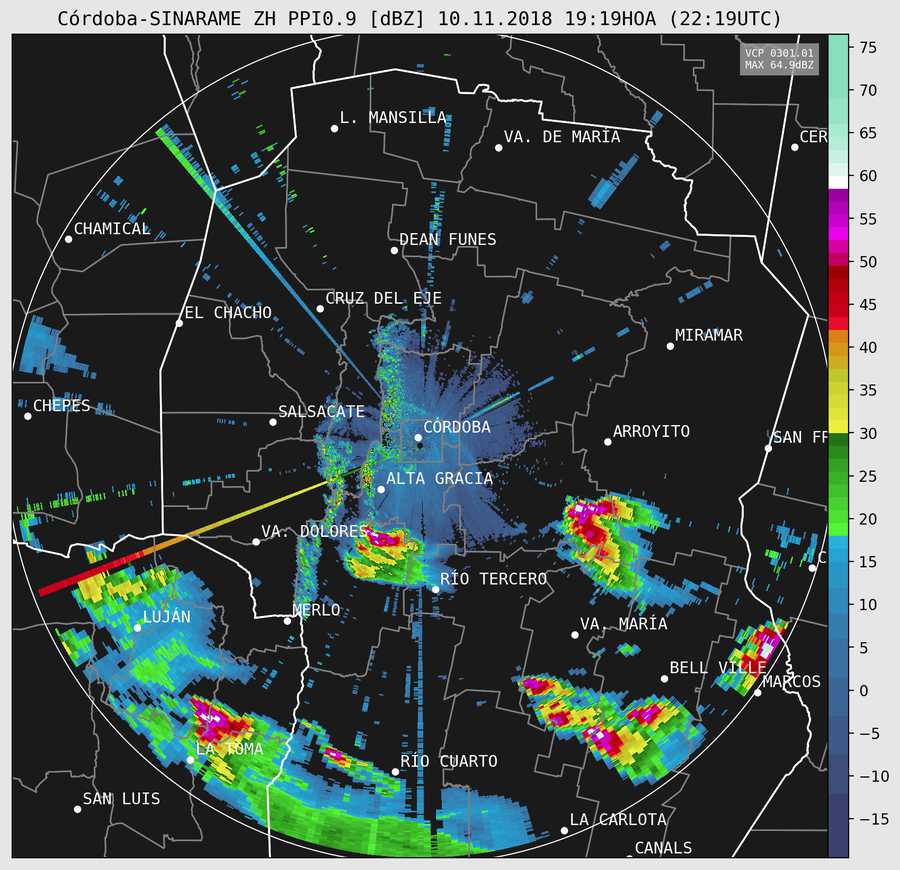 Córdoba-SINARAME ZH PPI0.9 [dBZ] 10.11.2018 19:19HOA (22:19UTC)
VCP 0301.01
MAX 64.9dBZ
75
70
65
60
55
50
45
40
35
30
25
20
15
10
5
0
−5
−10
−15
L. MANSILLA
VA. DE MARÍA
CER
CHAMICAL
DEAN FUNES
CRUZ DEL EJE
EL CHACHO
MIRAMAR
CHEPES
SALSACATE
CÓRDOBA
ARROYITO
SAN FR
ALTA GRACIA
VA. DOLORES
C
RÍO TERCERO
LUJÁN
MERLO
VA. MARÍA
BELL VILLE
MARCOS
LA TOMA
RÍO CUARTO
SAN LUIS
LA CARLOTA
CANALS